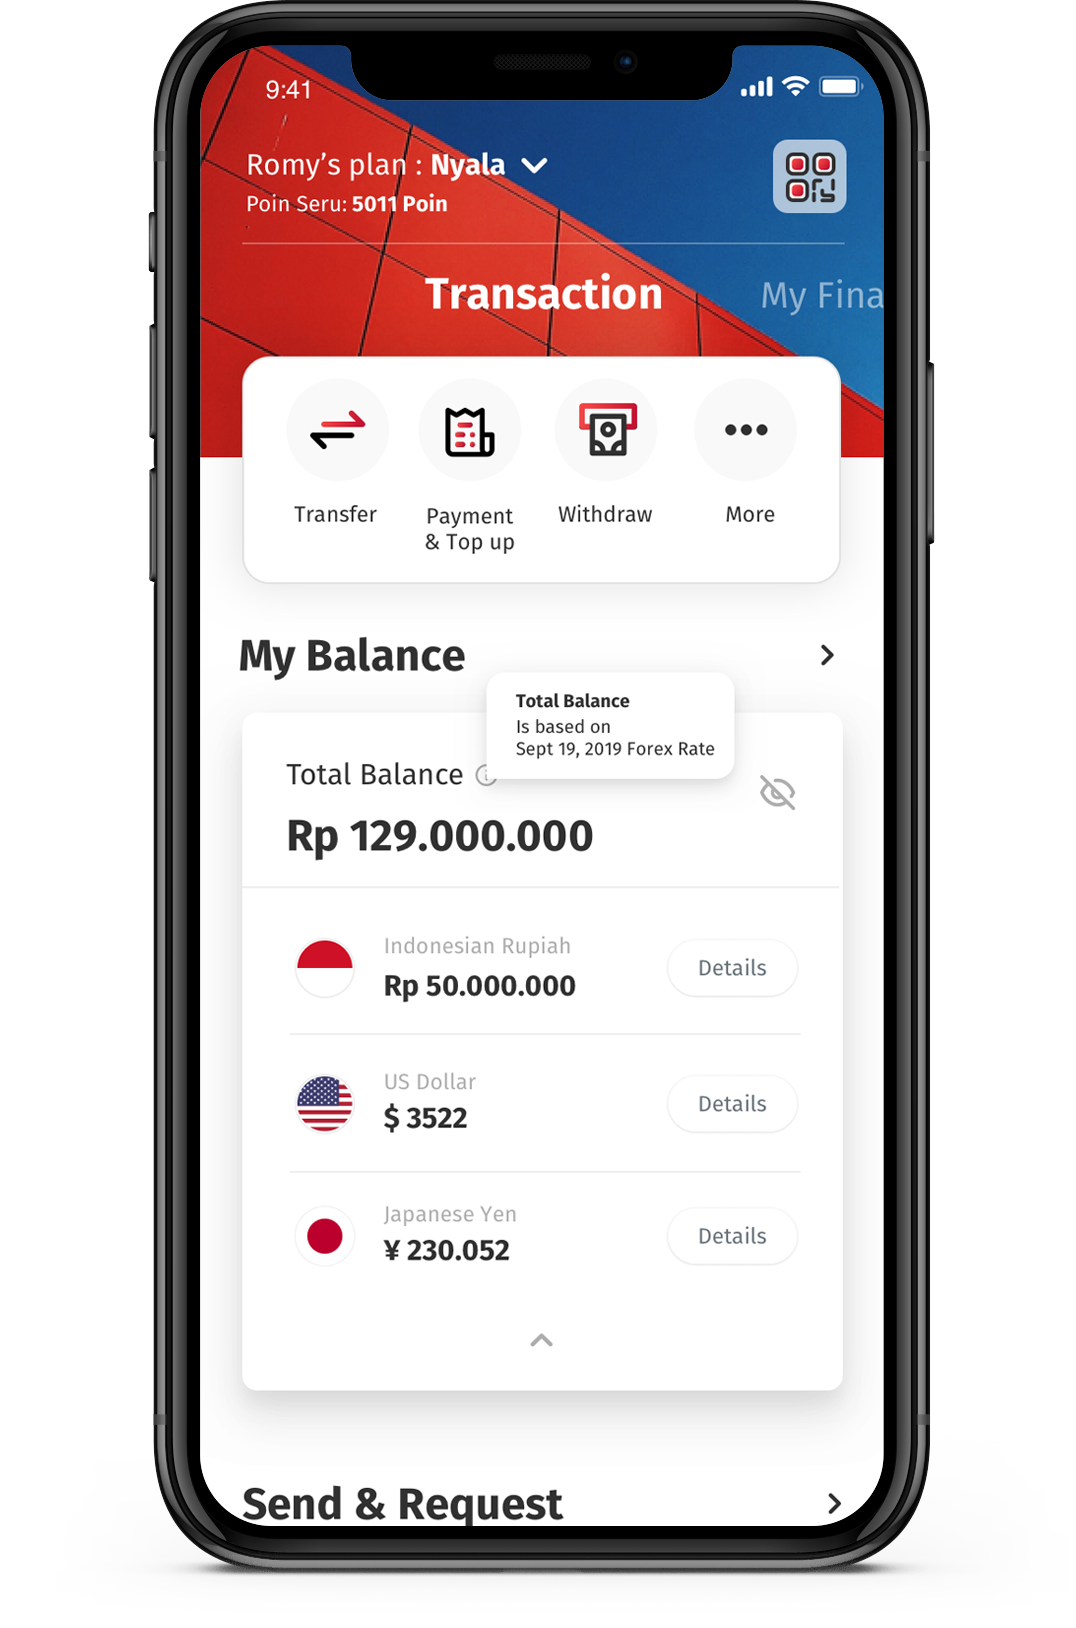 9:41
Romy’s plan : Nyala
Poin Seru: 5011 Poin
Transaction
My Fina
Transfer
Payment
& Top up
Withdraw
More
My Balance
Total Balance
Is based on
Sept 19, 2019 Forex Rate
Total Balance
Rp 129.000.000
Indonesian Rupiah
Rp 50.000.000
Details
US Dollar
$ 3522
Details
Japanese Yen
¥ 230.052
Details
Send & Request